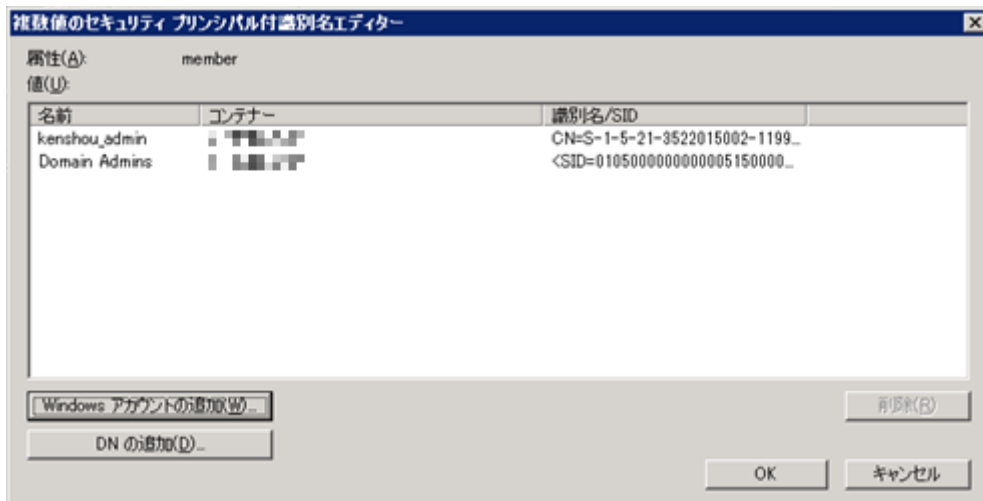 複数値のセキュリティ プリンシパル付識別名エディター
属性(A): member
値(U):
名前 コンテナー 識別名/SID
kenshou_admin CN=S-1-5-21-3522015002-1199...
Domain Admins <SID=0105000000000005150000...
Windows アカウントの追加(W)... 削除(R)
DN の追加(D)...
OK キャンセル